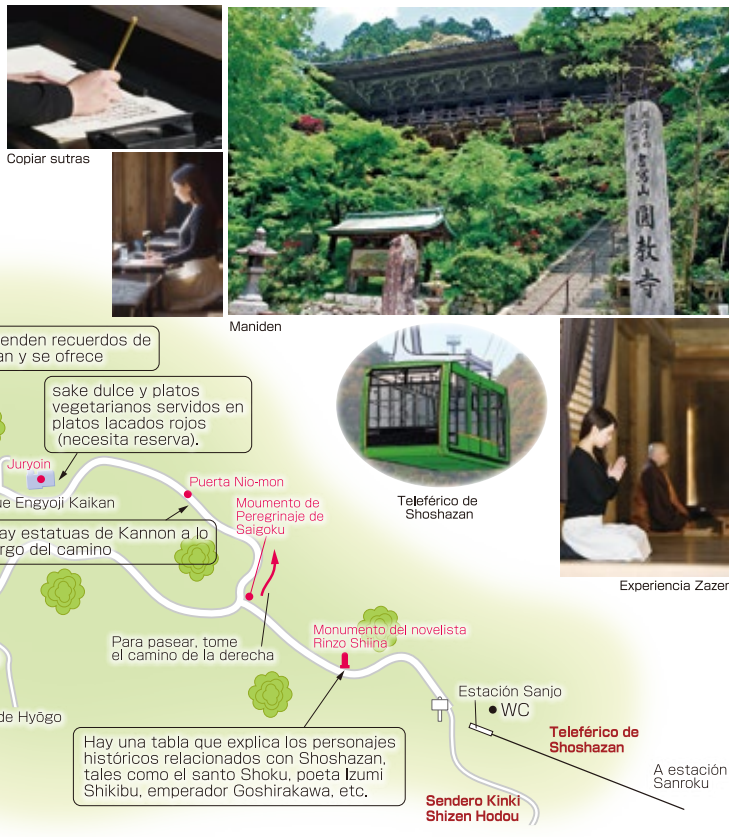 Copiar sutras
圓教寺
Maniden
enden recuerdos de
an y se ofrece
sake dulce y platos
vegetarianos servidos en
platos lacados rojos
(necesita reserva).
Juryoin
ue Engyoji Kaikan
Puerta Nio-mon
ay estatuas de Kannon a lo
rgo del camino
Moumento de
Peregrinaje de
Saigoku
Teleférico de
Shoshazan
Experiencia Zazen
Para pasear, tome
el camino de la derecha
Monumento del novelista
Rinzo Shiina
de Hyōgo
Estación Sanjo
WC
Teleférico de
Shoshazan
A estación
Sanroku
Hay una tabla que explica los personajes
históricos relacionados con Shoshazan,
tales como el santo Shoku, poeta Izumi
Shikibu, emperador Goshirakawa, etc.
Sendero Kinki
Shizen Hodou